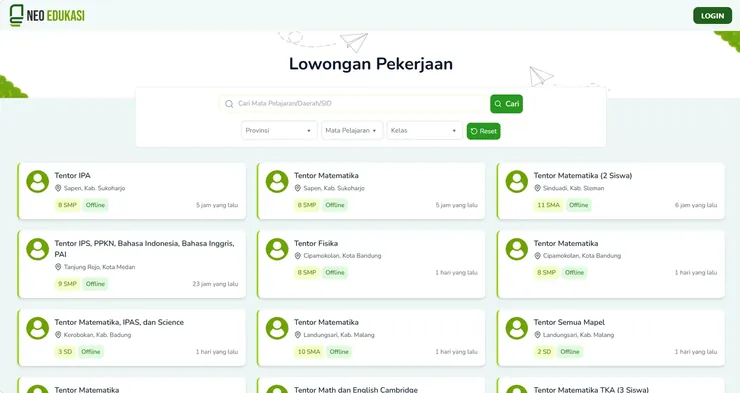 NEO EDUKASI
LOGIN
Lowongan Pekerjaan
Cari Mata Pelajaran/Daerah/SID
Cari
Provinsi
Mata Pelajaran
Kelas
Reset
Tentor IPA
Sapen, Kab. Sukoharjo
8 SMP
Offline
5 jam yang lalu
Tentor Matematika
Sapen, Kab. Sukoharjo
8 SMP
Offline
5 jam yang lalu
Tentor Matematika (2 Siswa)
Sinduadi, Kab. Sleman
11 SMA
Offline
6 jam yang lalu
Tentor IPS, PPKN, Bahasa Indonesia, Bahasa Inggris,
PAI
Tanjung Rejo, Kota Medan
9 SMP
Offline
23 jam yang lalu
Tentor Fisika
Cipamokolan, Kota Bandung
8 SMP
Offline
1 hari yang lalu
Tentor Matematika
Cipamokolan, Kota Bandung
8 SMP
Offline
1 hari yang lalu
Tentor Matematika, IPAS, dan Science
Kerobokan, Kab. Badung
3 SD
Offline
1 hari yang lalu
Tentor Matematika
Landungsari, Kab. Malang
10 SMA
Offline
1 hari yang lalu
Tentor Semua Mapel
Landungsari, Kab. Malang
2 SD
Offline
1 hari yang lalu
Tentor Matematika
Tentor Math dan English Cambridge
Tentor Matematika TKA (3 Siswa)